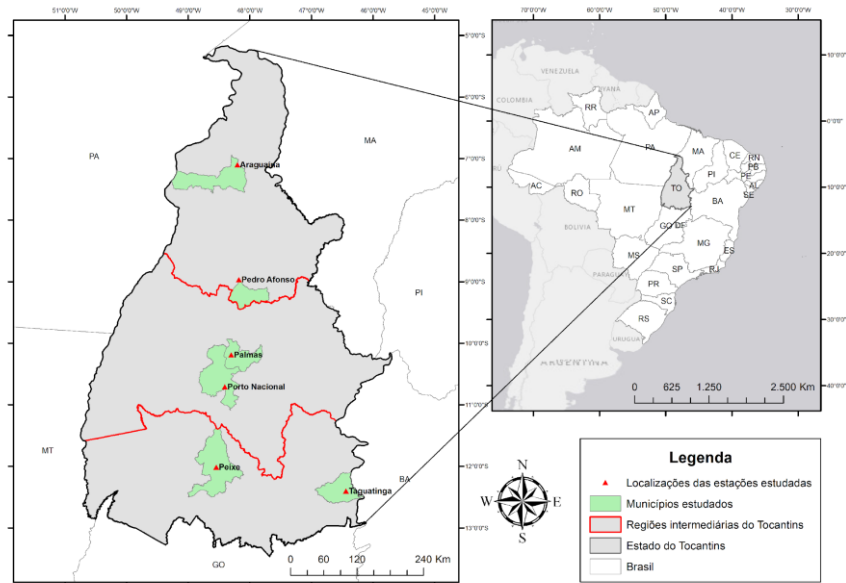 51°0'0"O 50°0'0"O 49°0'0"O 48°0'0"O 47°0'0"O 46°0'0"O 45°0'0"O
5°0'0"S
6°0'0"S
7°0'0"S
8°0'0"S
9°0'0"S
10°0'0"S
11°0'0"S
12°0'0"S
13°0'0"S
PA
MA
PI
MT
BA
GO
Araguaína
Pedro Afonso
Palmas
Porto Nacional
Peixe
Taguatinga
0 60 120 240 Km
70°0'0"O 60°0'0"O 50°0'0"O 40°0'0"O 30°0'0"O
10°0'0"N
0°0'0"
10°0'0"S
20°0'0"S
30°0'0"S
40°0'0"S
VENEZUELA
COLOMBIA
BOLIVIA
PARAGUAY
URUGUAY
ARGENTINA
RR
AP
AM
PA
MA
CE
RN
PB
PE
AL
SE
PI
AC
RO
TO
BA
MT
GO
DF
MG
ES
MS
SP
RJ
PR
SC
RS
0 625 1.250 2.500 Km
N
W E
S
Legenda
Localizações das estações estudadas
Municípios estudados
Regiões intermediárias do Tocantins
Estado do Tocantins
Brasil